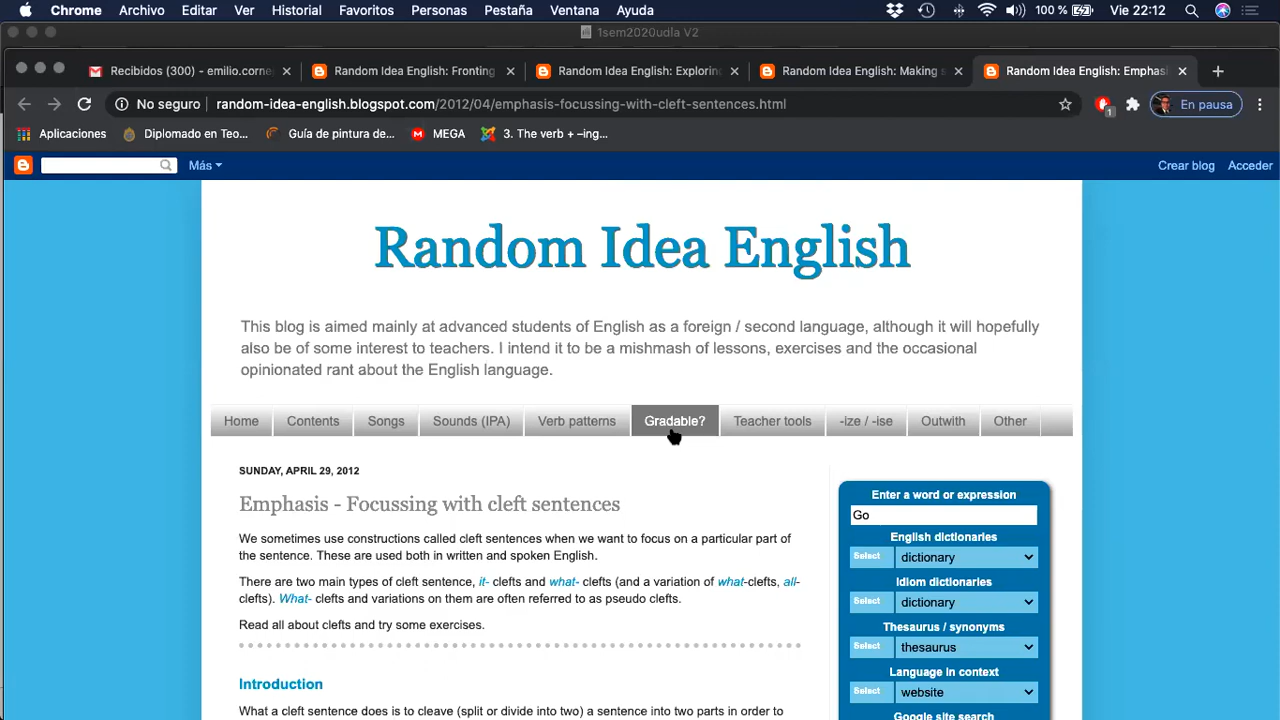 Chrome Archivo Editar Ver Historial Favoritos Personas Pestaña Ventana Ayuda 100 % Vie 22:12
1sem2020udla V2
Recibidos (300) - emilio.corne Random Idea English: Fronting Random Idea English: Explorin Random Idea English: Making s Random Idea English: Emphas
No seguro random-idea-english.blogspot.com/2012/04/emphasis-focussing-with-cleft-sentences.html 1 En pausa
Aplicaciones Diplomado en Teo... Guía de pintura de... MEGA 3. The verb + –ing...
Más Crear blog Acceder
Random Idea English
This blog is aimed mainly at advanced students of English as a foreign / second language, although it will hopefully
also be of some interest to teachers. I intend it to be a mishmash of lessons, exercises and the occasional
opinionated rant about the English language.
Home Contents Songs Sounds (IPA) Verb patterns Gradable? Teacher tools -ize / -ise Outwith Other
SUNDAY, APRIL 29, 2012
Emphasis - Focussing with cleft sentences
We sometimes use constructions called cleft sentences when we want to focus on a particular part of
the sentence. These are used both in written and spoken English.
There are two main types of cleft sentence, it- clefts and what- clefts (and a variation of what-clefts, all-
clefts). What- clefts and variations on them are often referred to as pseudo clefts.
Read all about clefts and try some exercises.
Introduction
What a cleft sentence does is to cleave (split or divide into two) a sentence into two parts in order to
Enter a word or expression
Go
English dictionaries
Select dictionary
Idiom dictionaries
Select dictionary
Thesaurus / synonyms
Select thesaurus
Language in context
Select website
Google site search